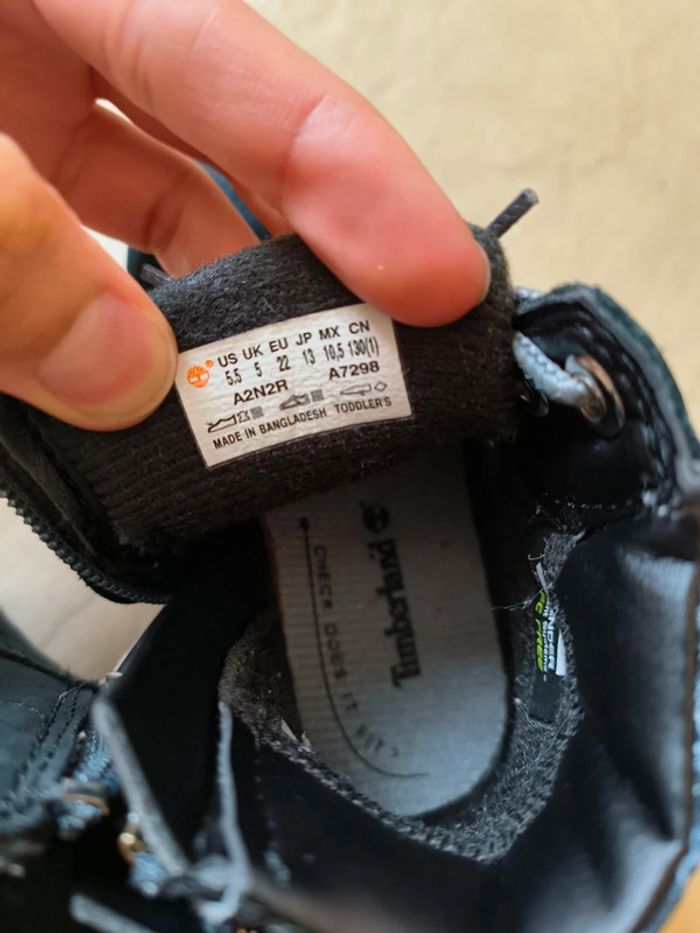 US UK EU JP MX CN
5,5 5 22 13 10,5 130(1)
A2N2R A7298
MADE IN BANGLADESH TODDLER'S
Timberland
CHECK DOES IT FIT?
FREE